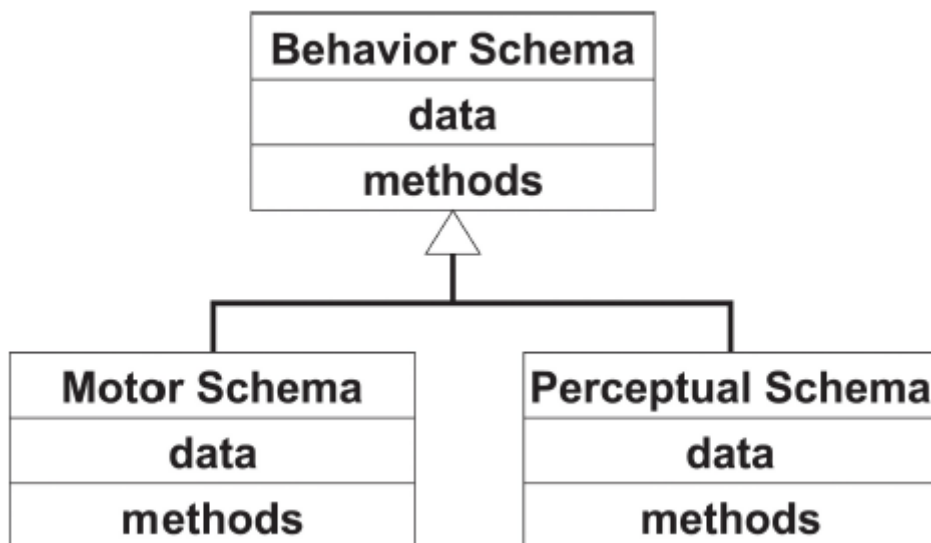 Behavior Schema
data
methods
Motor Schema
data
methods
Perceptual Schema
data
methods